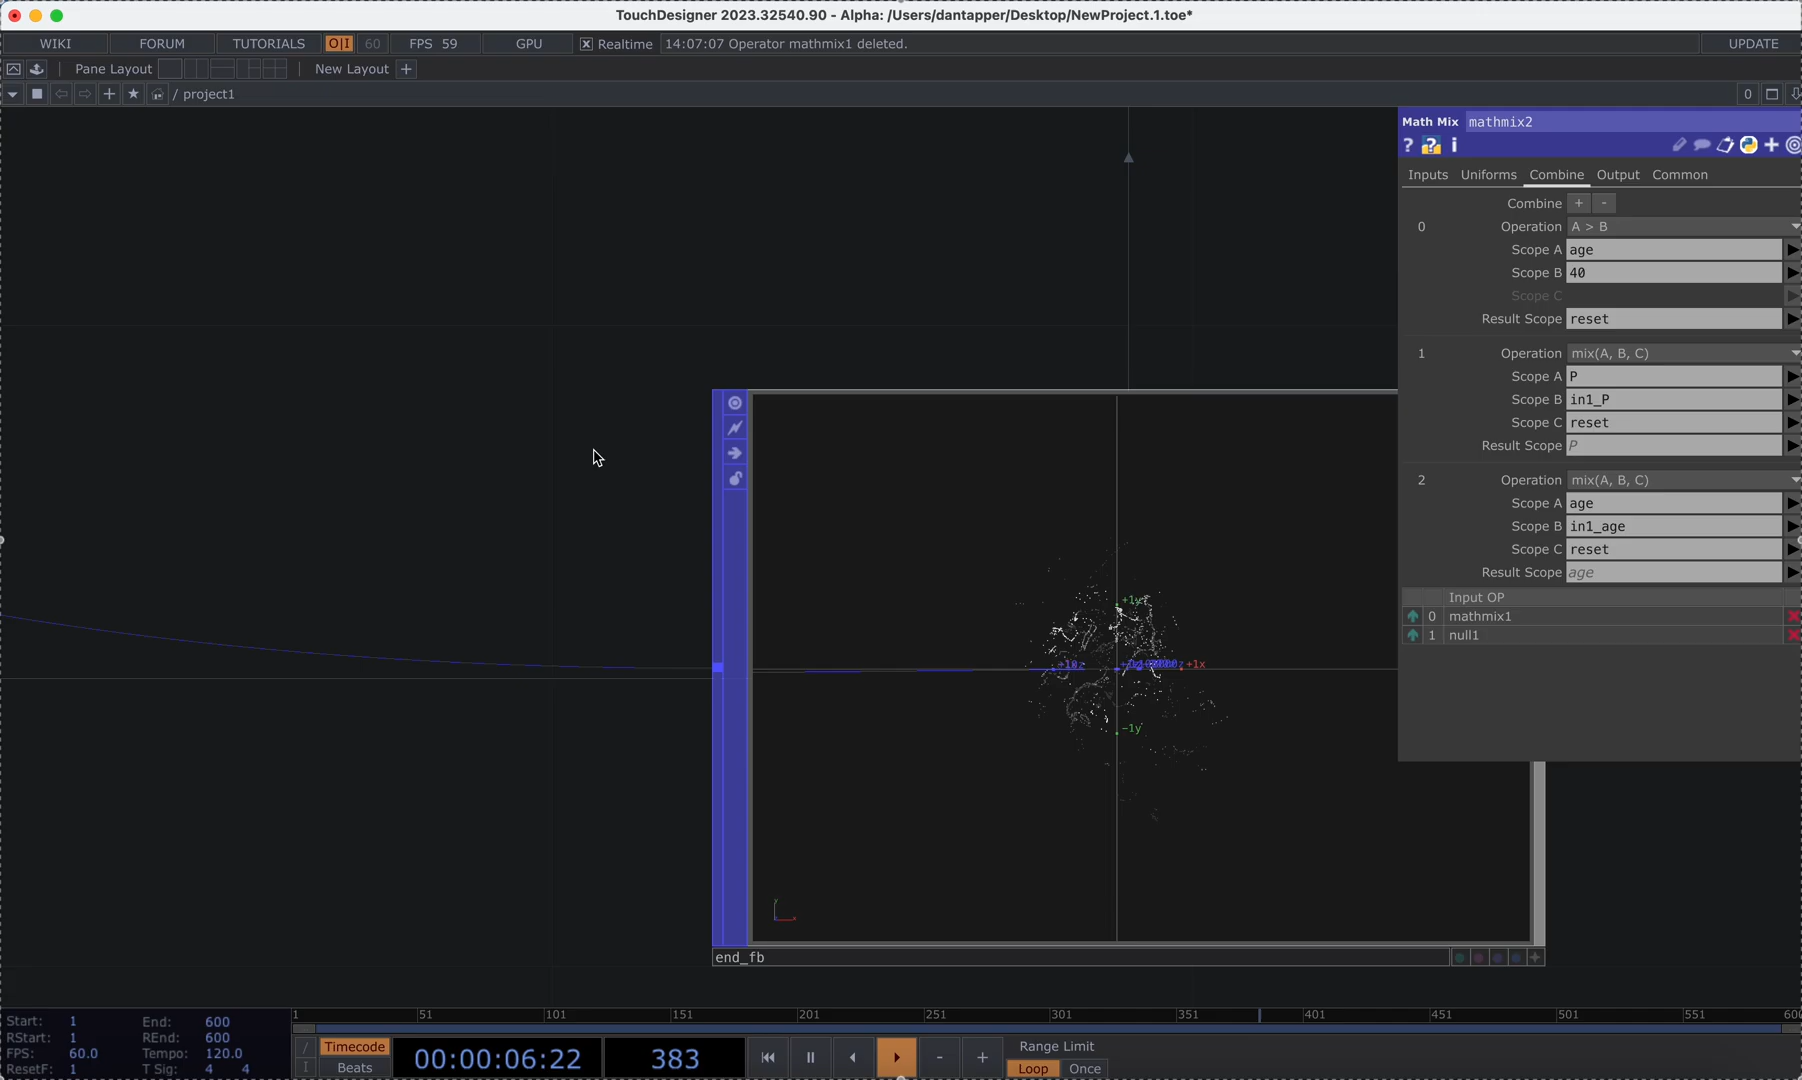 TouchDesigner 2023.32540.90 - Alpha: /Users/dantapper/Desktop/NewProject.1.toe*
WIKI FORUM TUTORIALS O|I 60 FPS 59 GPU X Realtime 14:07:07 Operator mathmix1 deleted. UPDATE
Pane Layout New Layout +
/ project1 0
Math Mix mathmix2
Inputs Uniforms Combine Output Common
Combine + -
0 Operation A > B
Scope A age
Scope B 40
Scope C
Result Scope reset
1 Operation mix(A, B, C)
Scope A P
Scope B in1_P
Scope C reset
Result Scope P
2 Operation mix(A, B, C)
Scope A age
Scope B in1_age
Scope C reset
Result Scope age
Input OP
0 mathmix1
1 null1
+1y
+1x
-1y
y
end_fb
1 51 101 151 201 251 301 351 401 451 501 551 600
Start: 1 End: 600
RStart: 1 REnd: 600
FPS: 60.0 Tempo: 120.0
ResetF: 1 T Sig: 4 4
Timecode
Beats
00:00:06:22
383
Range Limit
Loop Once